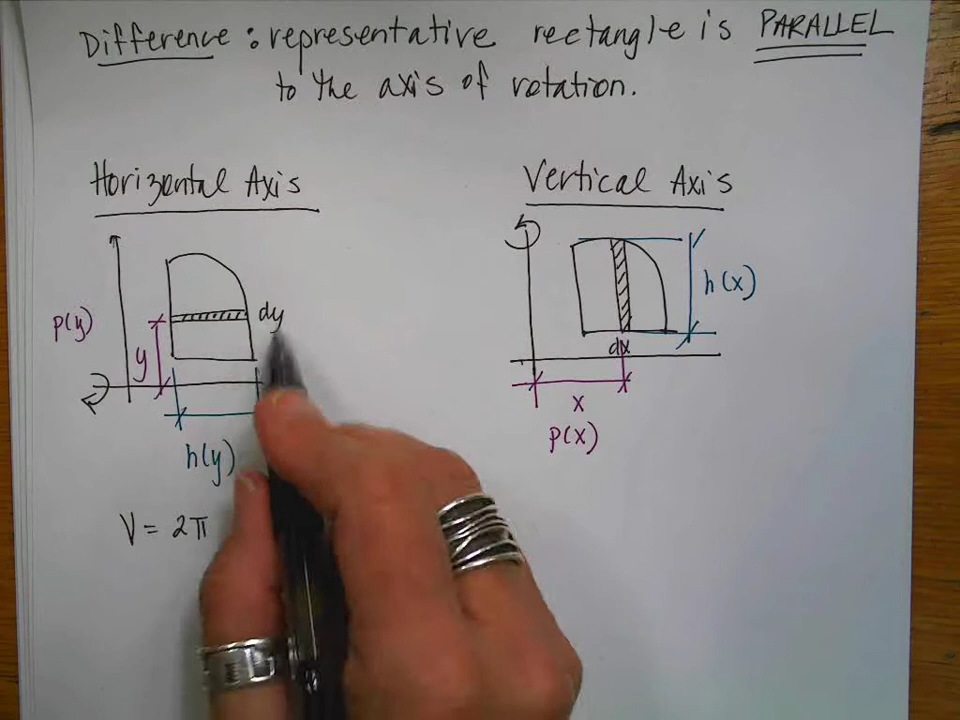 Difference : representative rectangle is PARALLEL
to the axis of rotation.
Horizontal Axis
p(y)
y
dy
h(y)
V = 2π
Vertical Axis
h(x)
dx
x
p(x)